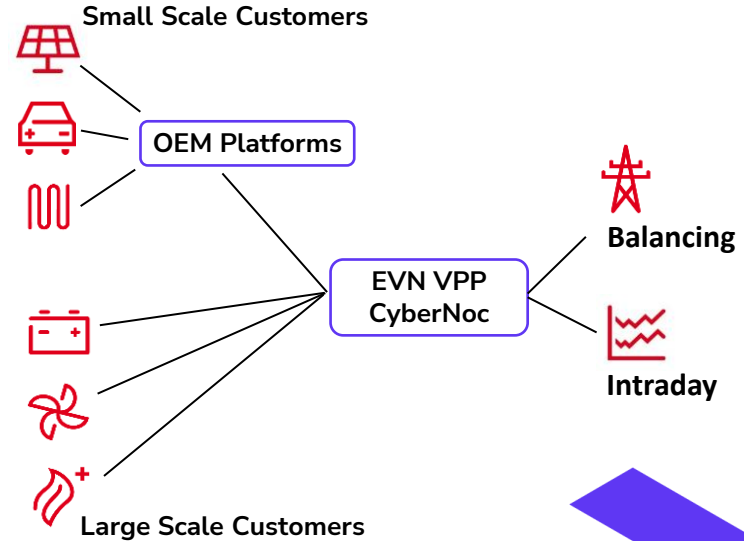 Small Scale Customers
OEM Platforms
Balancing
EVN VPP
CyberNoc
Intraday
Large Scale Customers